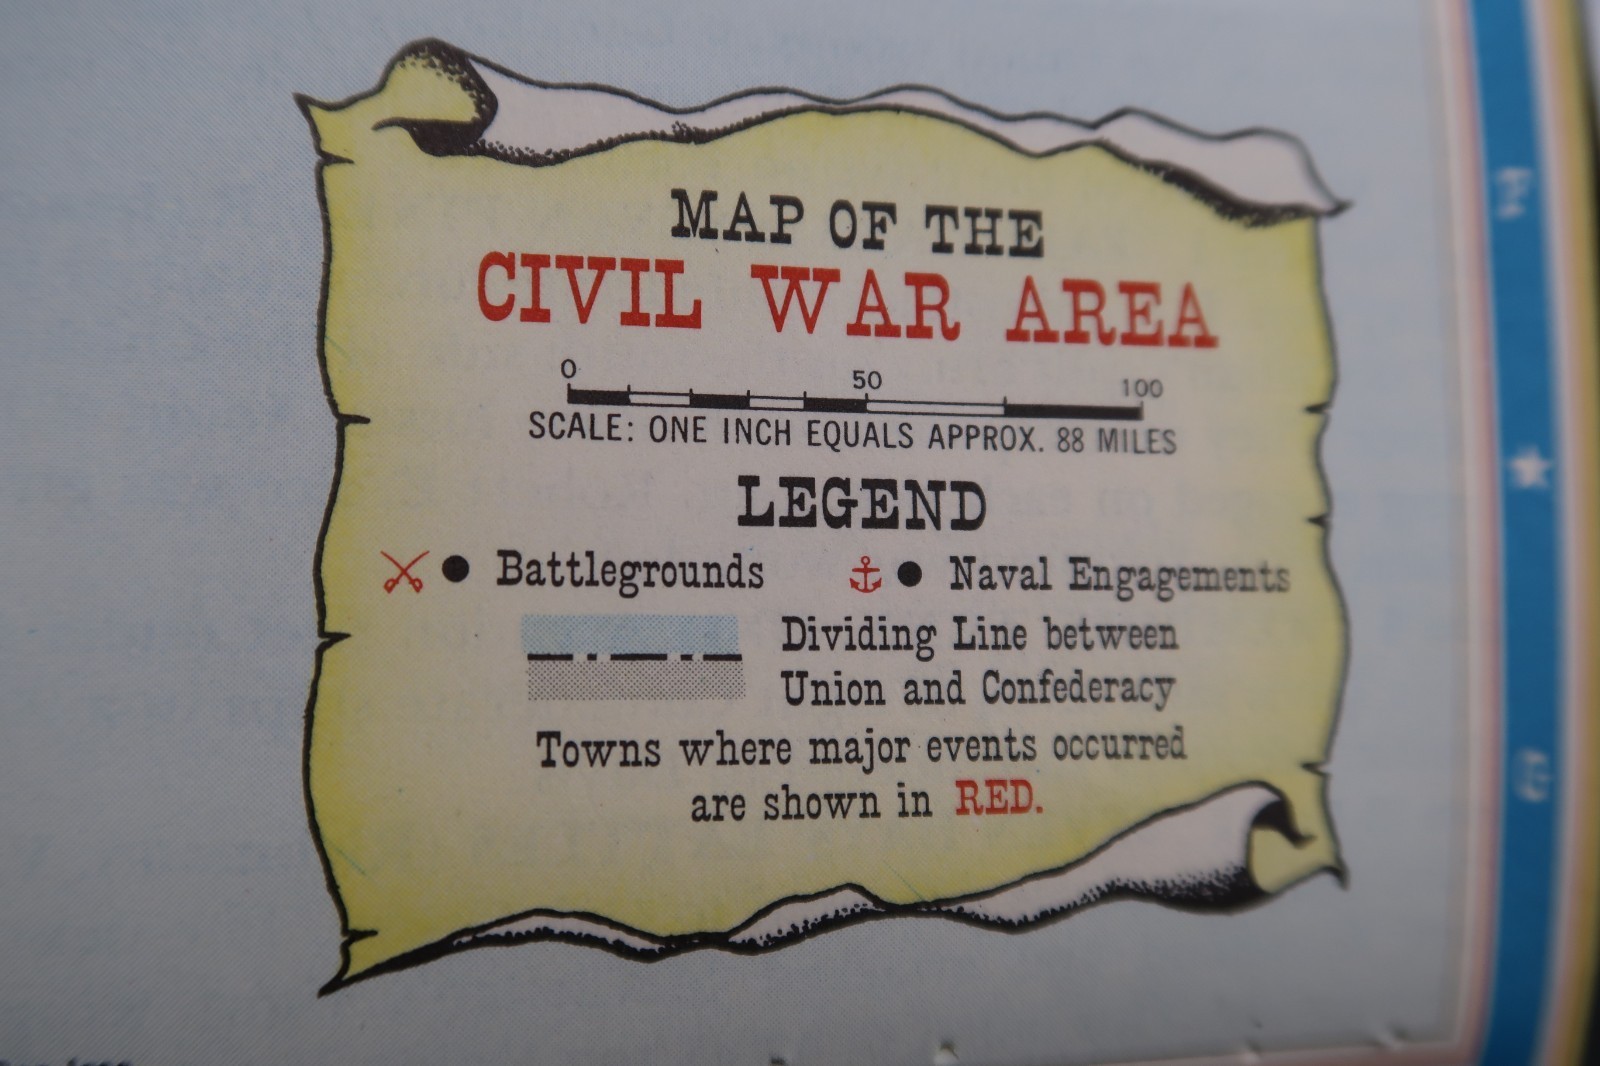 MAP OF THE
CIVIL WAR AREA
0 50 100
SCALE: ONE INCH EQUALS APPROX. 88 MILES
LEGEND
Battlegrounds Naval Engagements
Dividing Line between
Union and Confederacy
Towns where major events occurred
are shown in RED.